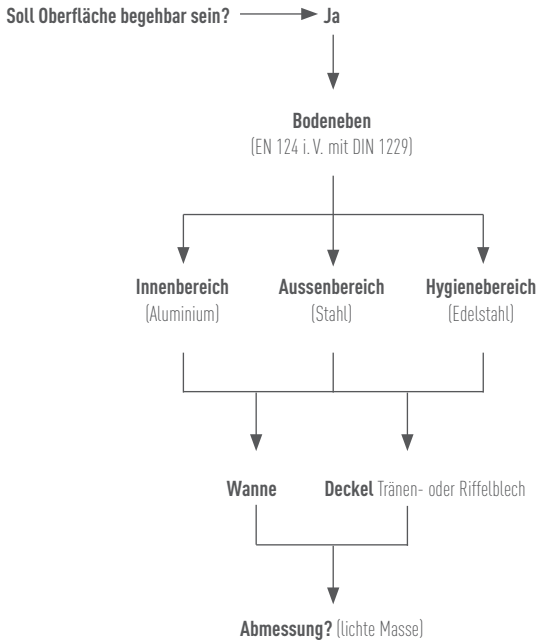 Soll Oberfläche begehbar sein? Ja
Bodeneben
(EN 124 i. V. mit DIN 1229)
Innenbereich Aussenbereich Hygienebereich
(Aluminium) (Stahl) (Edelstahl)
Wanne Deckel Tränen- oder Riffelblech
Abmessung? (lichte Masse)